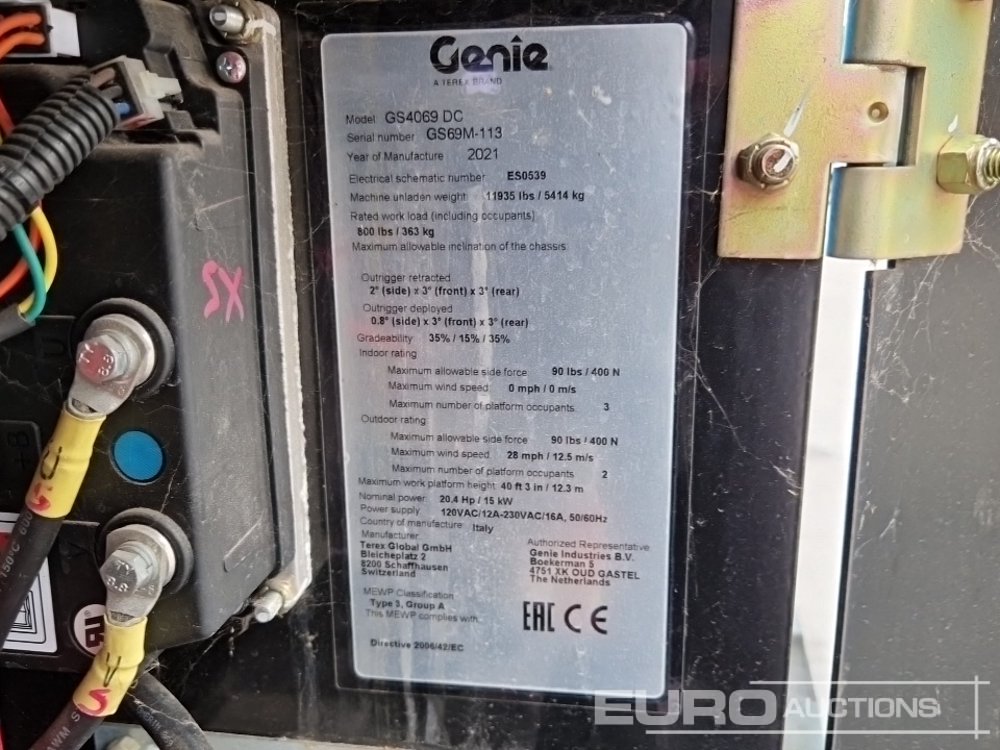 Genie
A TEREX BRAND
Model GS4069 DC
Serial number GS69M-113
Year of Manufacture 2021
Electrical schematic number ES0539
Machine unladen weight 11935 lbs / 5414 kg
Rated work load (including occupants)
800 lbs / 363 kg
Maximum allowable inclination of the chassis
Outrigger retracted
2° (side) x 3° (front) x 3° (rear)
Outrigger deployed
0.8° (side) x 3° (front) x 3° (rear)
Gradeability 35% / 15% / 35%
Indoor rating
Maximum allowable side force 90 lbs / 400 N
Maximum wind speed 0 mph / 0 m/s
Maximum number of platform occupants 3
Outdoor rating
Maximum allowable side force 90 lbs / 400 N
Maximum wind speed 28 mph / 12.5 m/s
Maximum number of platform occupants 2
Maximum work platform height 40 ft 3 in / 12.3 m
Nominal power 20.4 Hp / 15 kW
Power supply 120VAC/12A-230VAC/16A, 50/60Hz
Country of manufacture Italy
Manufacturer
Terex Global GmbH
Bleicheplatz 2
8200 Schaffhausen
Switzerland
Authorized Representative
Genie Industries B.V.
Boekerman 5
4751 XK OUD GASTEL
The Netherlands
MEWP Classification
Type 3, Group A
This MEWP complies with:
Directive 2006/42/EC
EAC CE
SX
+B
TY
8.8
TY
8.8
150°C
EURO AUCTIONS